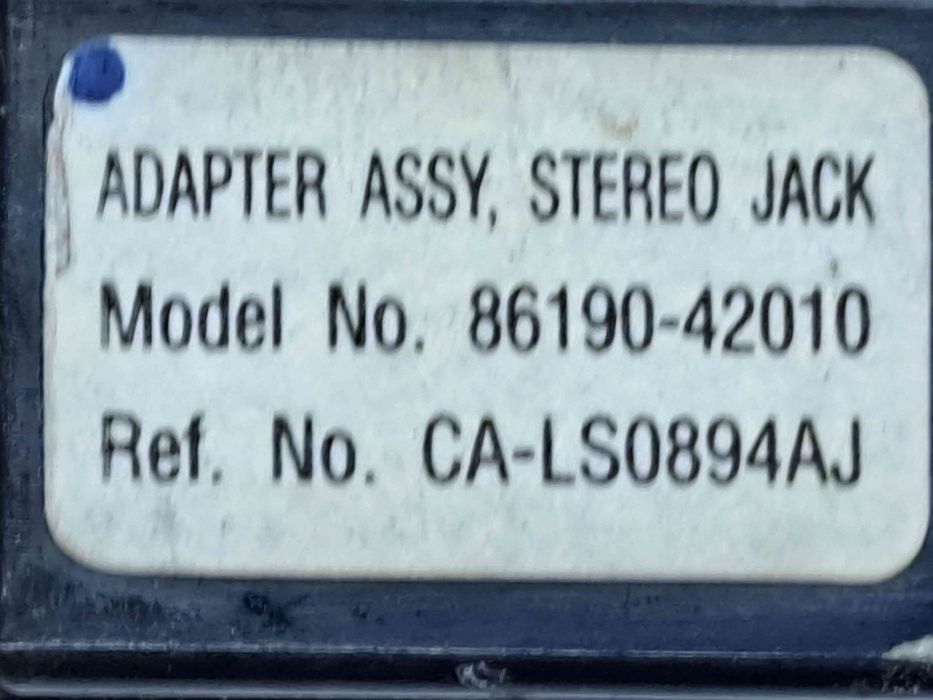 ADAPTER ASSY, STEREO JACK
Model No. 86190-42010
Ref. No. CA-LS0894AJ